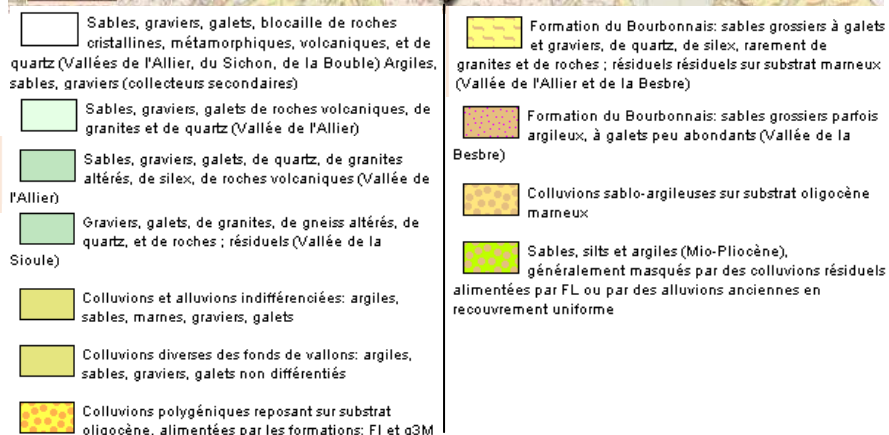 Sables, graviers, galets, blocaille de roches
cristallines, métamorphiques, volcaniques, et de
quartz (Vallées de l'Allier, du Sichon, de la Bouble) Argiles,
sables, graviers (collecteurs secondaires)
Sables, graviers, galets de roches volcaniques, de
granites et de quartz (Vallée de l'Allier)
Sables, graviers, galets, de quartz, de granites
altérés, de silex, de roches volcaniques (Vallée de
l'Allier)
Graviers, galets, de granites, de gneiss altérés, de
quartz, et de roches ; résiduels (Vallée de la
Sioule)
Colluvions et alluvions indifférenciées: argiles,
sables, marnes, graviers, galets
Colluvions diverses des fonds de vallons: argiles,
sables, graviers, galets non différentiés
Colluvions polygéniques reposant sur substrat
oligocène, alimentées par les formations: Fl et q3M
Formation du Bourbonnais: sables grossiers à galets
et graviers, de quartz, de silex, rarement de
granites et de roches ; résiduels résiduels sur substrat marneux
(Vallée de l'Allier et de la Besbre)
Formation du Bourbonnais: sables grossiers parfois
argileux, à galets peu abondants (Vallée de la
Besbre)
Colluvions sablo-argileuses sur substrat oligocène
marneux
Sables, silts et argiles (Mio-Pliocène),
généralement masqués par des colluvions résiduels
alimentées par FL ou par des alluvions anciennes en
recouvrement uniforme